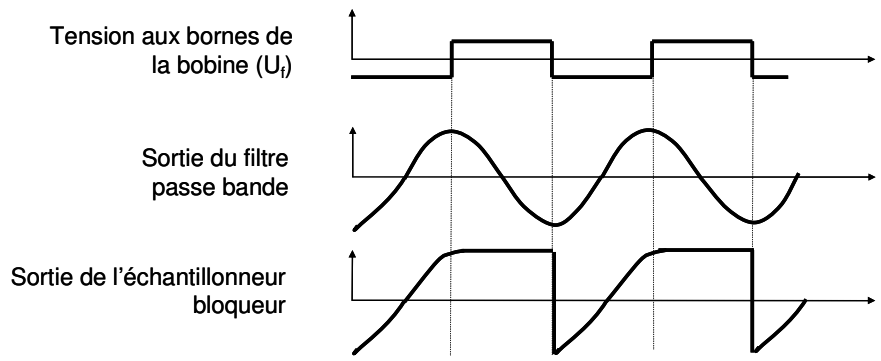 Tension aux bornes de
la bobine (Uf)
Sortie du filtre
passe bande
Sortie de l'échantillonneur
bloqueur